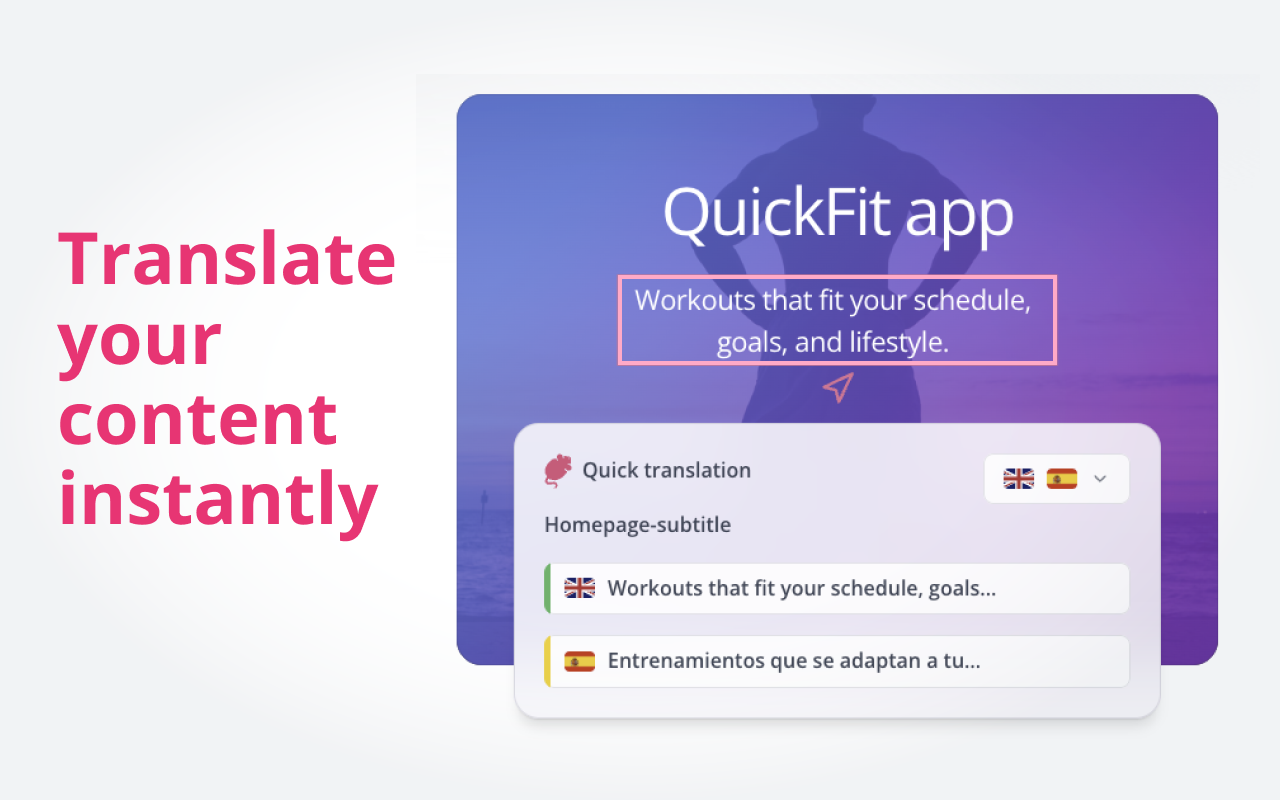 Translate
your
content
instantly
QuickFit app
Workouts that fit your schedule,
goals, and lifestyle.
Quick translation
Homepage-subtitle
Workouts that fit your schedule, goals...
Entrenamientos que se adaptan a tu...